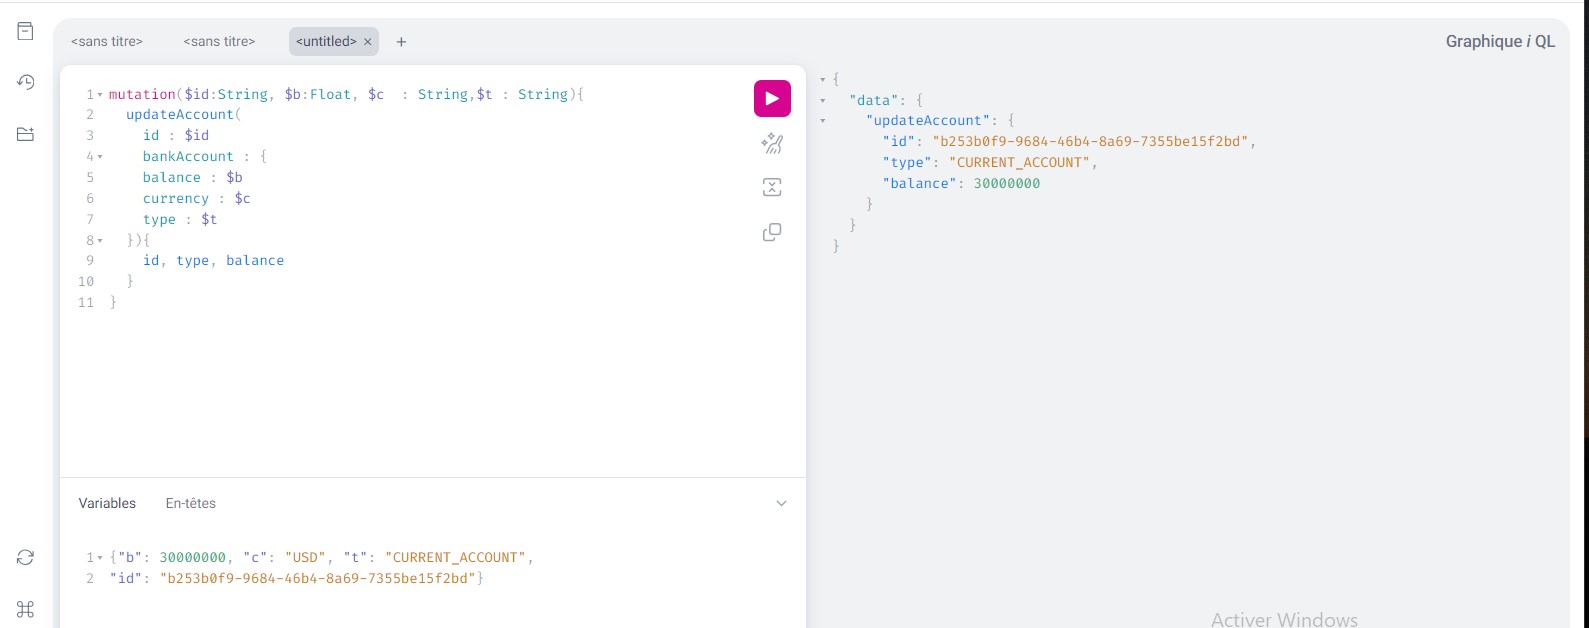 <sans titre> <sans titre> <untitled> × +
Graphique i QL
1 mutation($id:String, $b:Float, $c  : String,$t : String){
2 updateAccount(
3 id : $id
4 bankAccount : {
5 balance : $b
6 currency : $c
7 type : $t
8 }){
9 id, type, balance
10 }
11 }
{
"data": {
"updateAccount": {
"id": "b253b0f9-9684-46b4-8a69-7355be15f2bd",
"type": "CURRENT_ACCOUNT",
"balance": 30000000
}
}
}
Variables En-têtes
1 {"b": 30000000, "c": "USD", "t": "CURRENT_ACCOUNT",
2 "id": "b253b0f9-9684-46b4-8a69-7355be15f2bd"}
Activer Windows